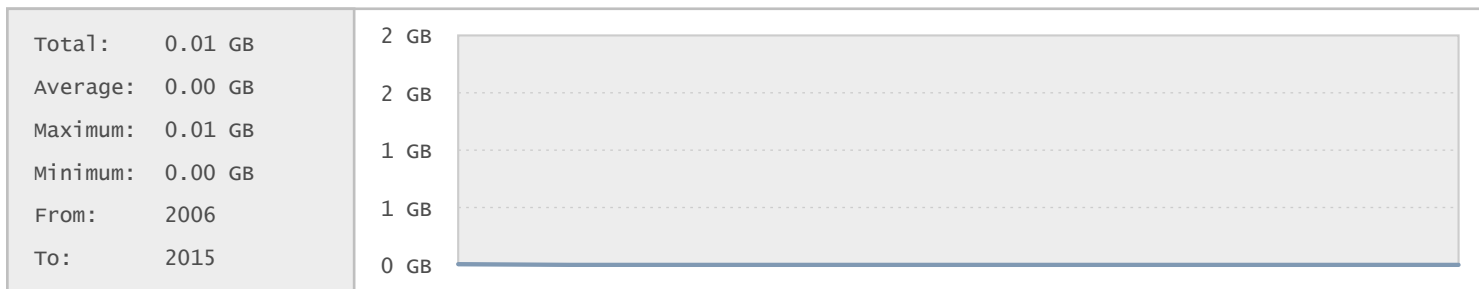 Total: 0.01 GB
Average: 0.00 GB
Maximum: 0.01 GB
Minimum: 0.00 GB
From: 2006
To: 2015
2 GB
2 GB
1 GB
1 GB
0 GB